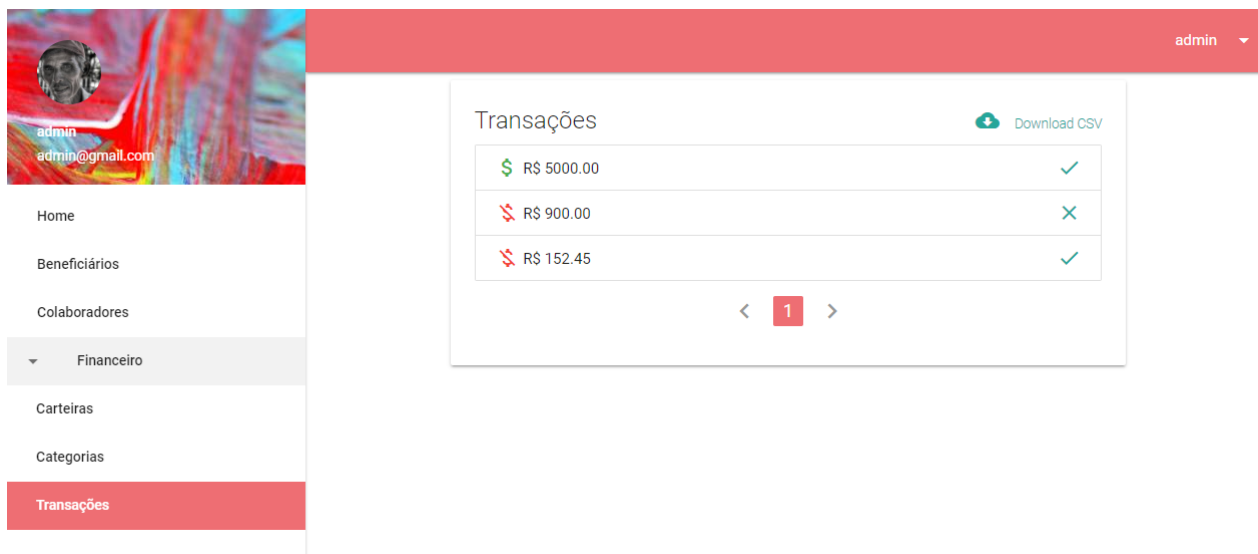 admin
admin
admin@gmall.com
Home
Beneficiários
Colaboradores
Financeiro
Carteiras
Categorias
Transações
Transações
Download CSV
R$ 5000.00
R$ 900.00
R$ 152.45
1